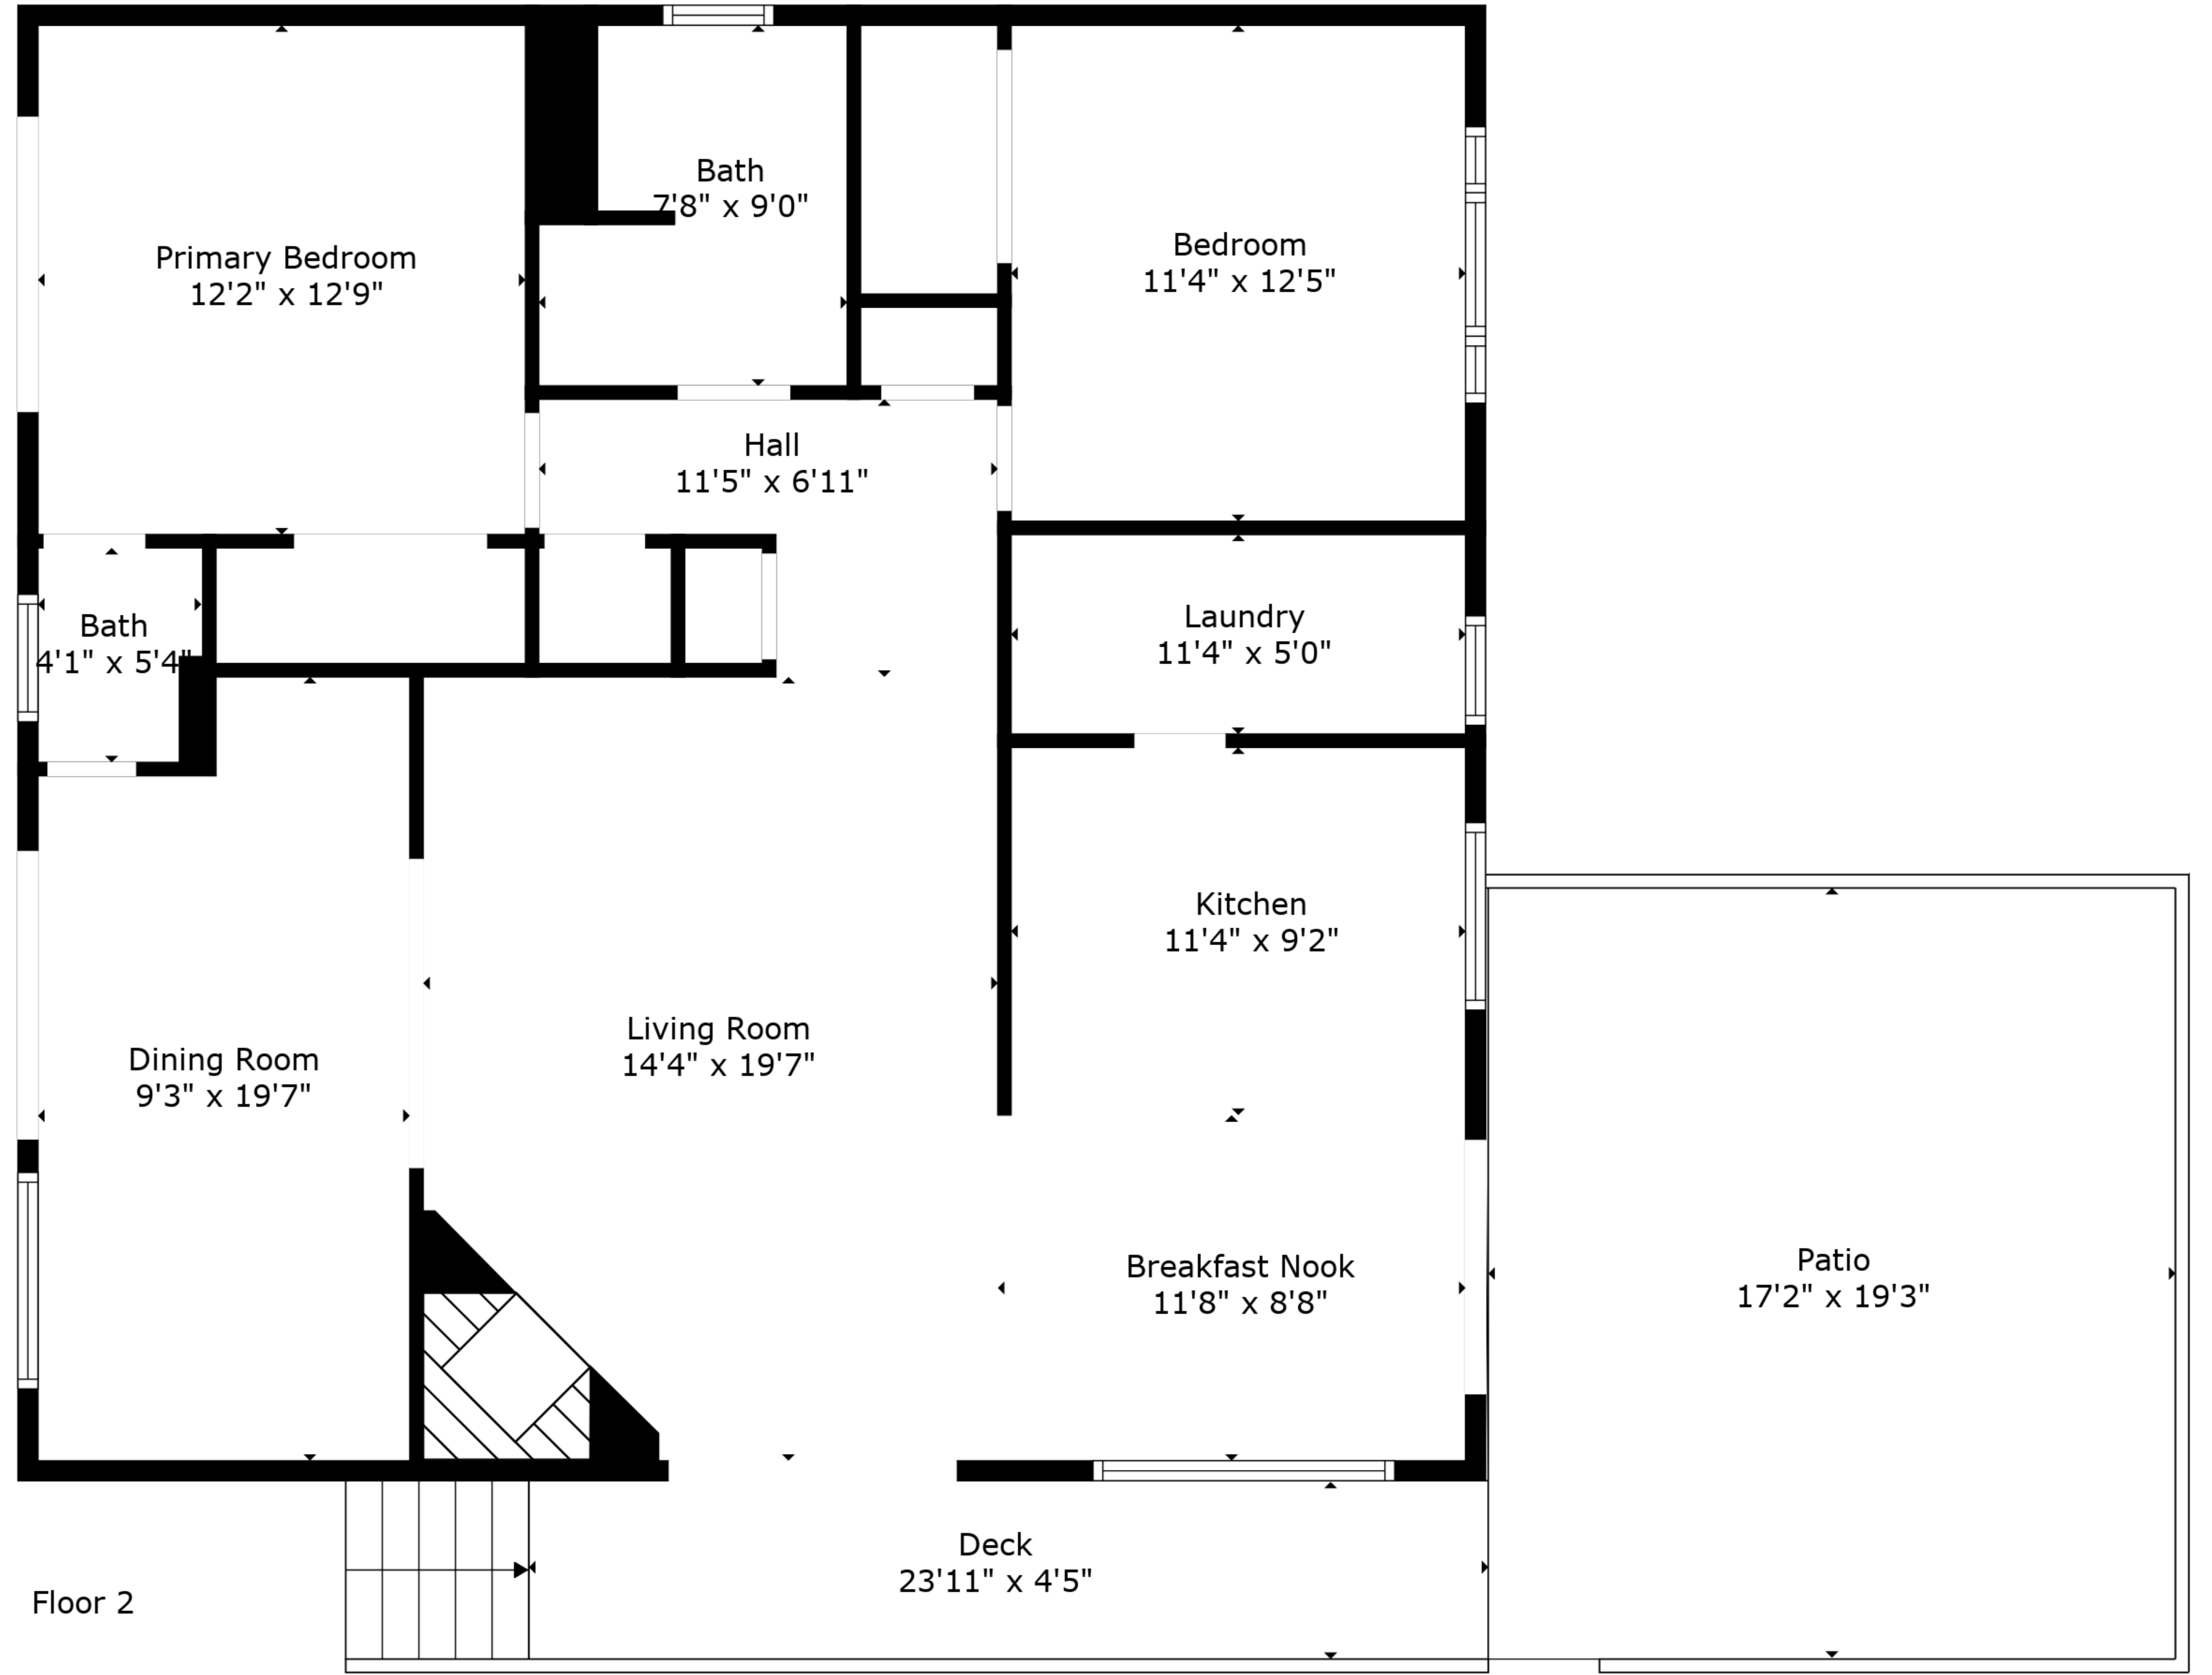 Bath
7'8" x 9'0"
Primary Bedroom
12'2" x 12'9"
Bedroom
11'4" x 12'5"
Hall
11'5" x 6'11"
Bath
4'1" x 5'4"
Laundry
11'4" x 5'0"
Kitchen
11'4" x 9'2"
Living Room
14'4" x 19'7"
Dining Room
9'3" x 19'7"
Breakfast Nook
11'8" x 8'8"
Patio
17'2" x 19'3"
Deck
23'11" x 4'5"
Floor 2